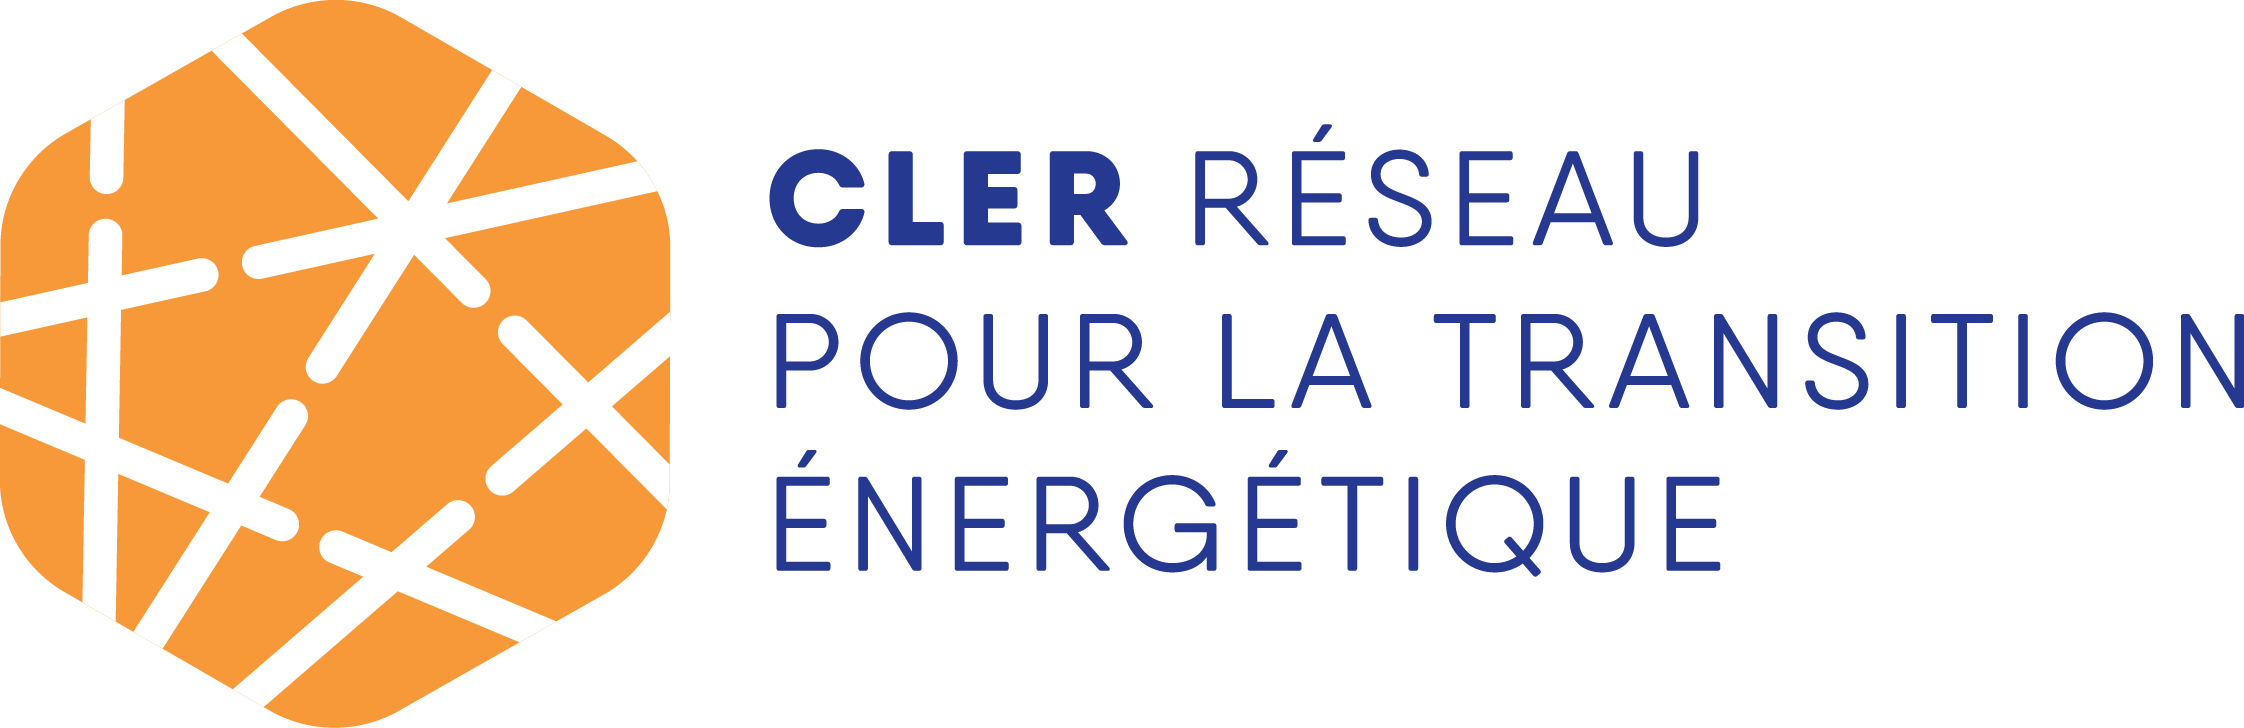 CLER RÉSEAU
POUR LA TRANSITION
ÉNERGÉTIQUE